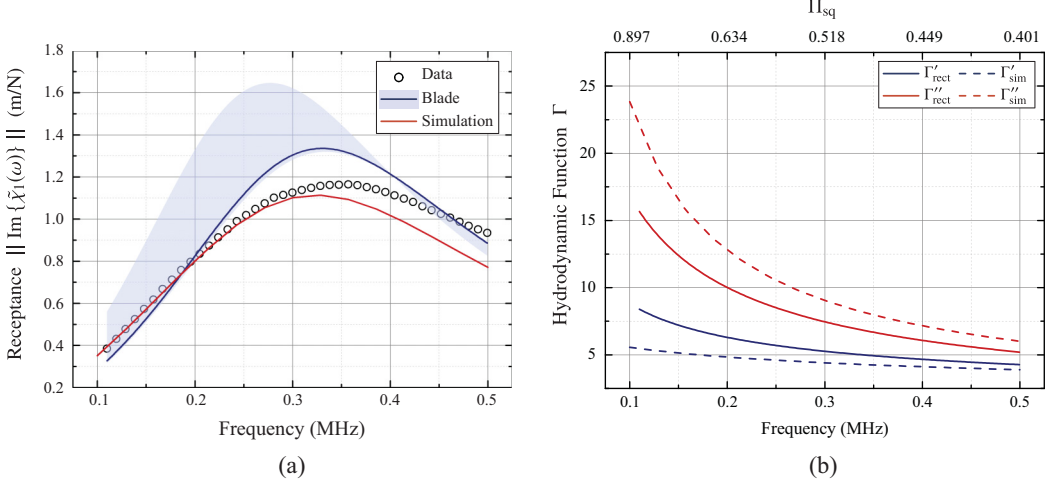 1.8
1.6
1.4
1.2
1.0
0.8
0.6
0.4
0.2
Receptance || Im {χ̃₁(ω)} || (m/N)
Data
Blade
Simulation
0.1 0.2 0.3 0.4 0.5
Frequency (MHz)
(a)
Π_sq
0.897 0.634 0.518 0.449 0.401
25
20
15
10
5
Hydrodynamic Function Γ
Γ′_rect Γ′_sim
Γ″_rect Γ″_sim
0.1 0.2 0.3 0.4 0.5
Frequency (MHz)
(b)